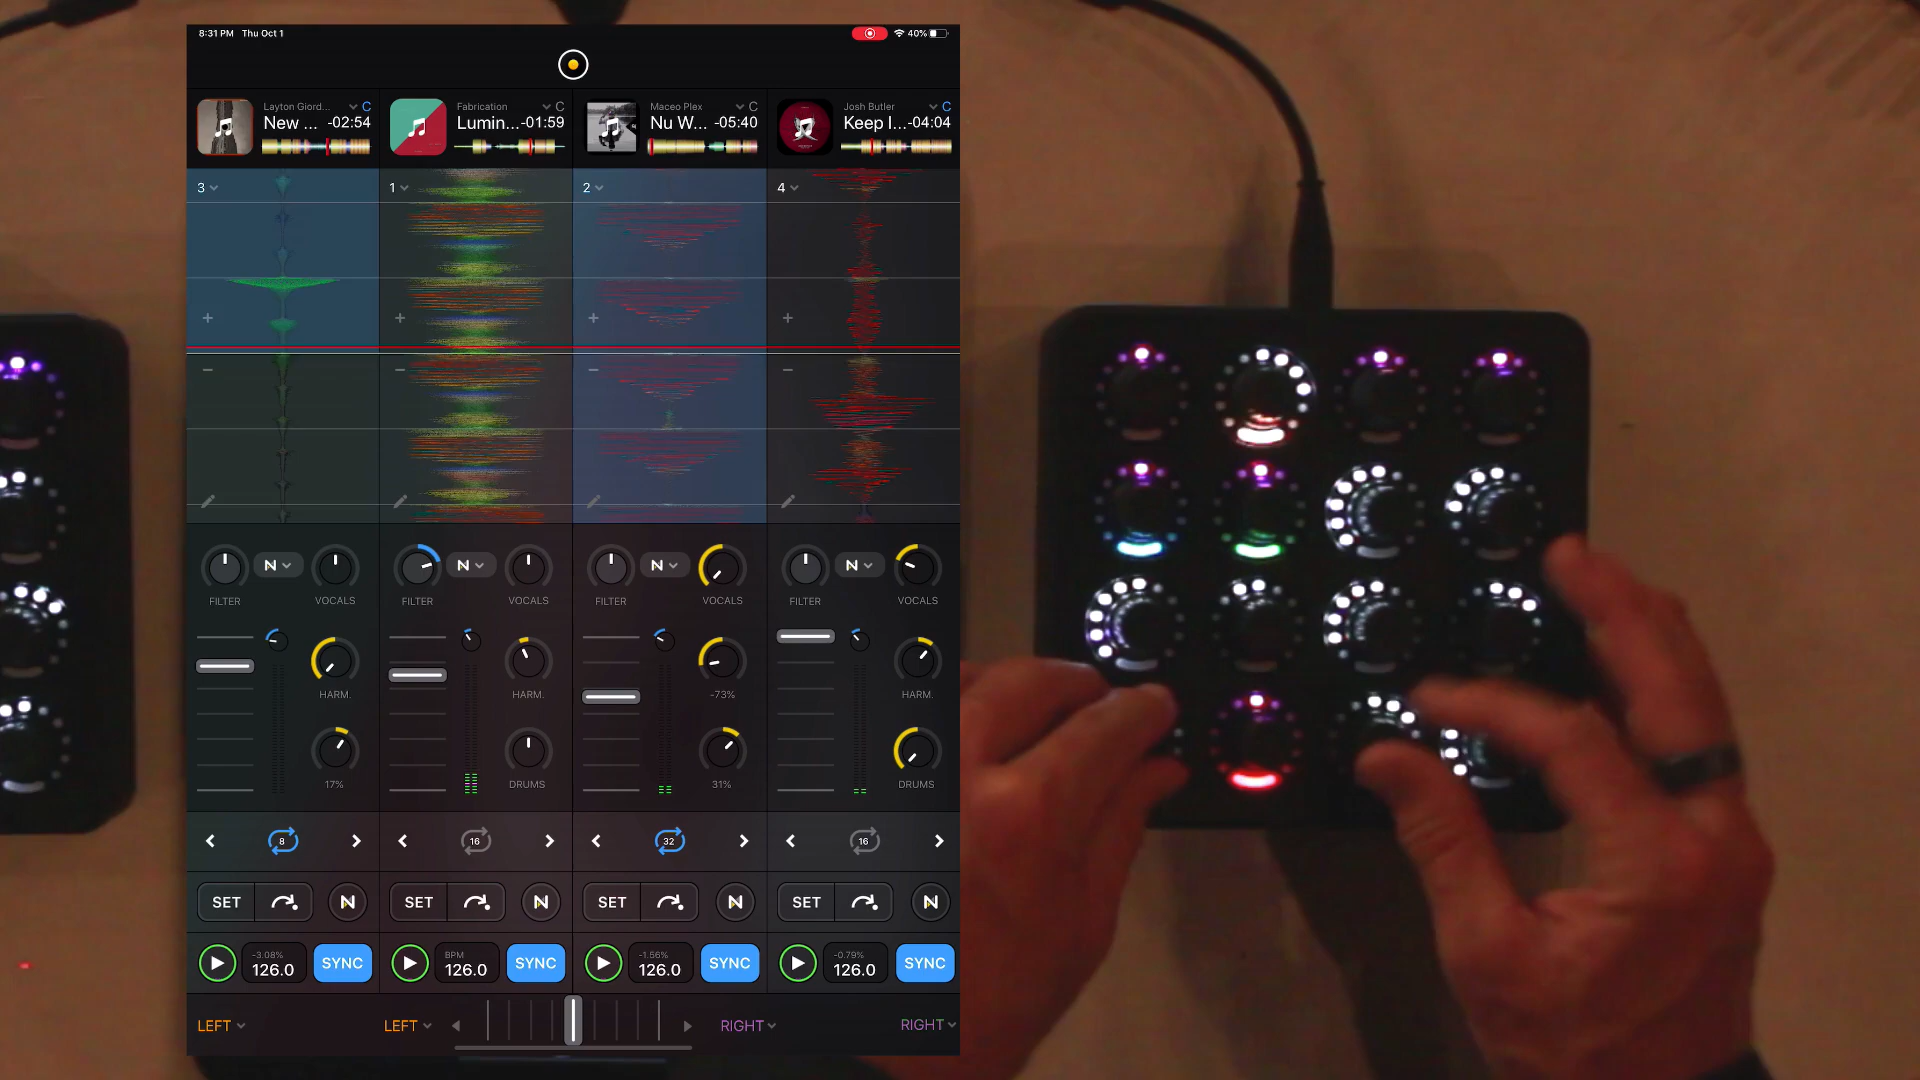 8:31 PM Thu Oct 1
40%
Layton Giord... C
New ... -02:54
Fabrication C
Lumin... -01:59
Maceo Plex C
Nu W... -05:40
Josh Butler C
Keep I... -04:04
3
1
2
4
N
N
N
N
FILTER VOCALS
FILTER VOCALS
FILTER VOCALS
FILTER VOCALS
HARM.
HARM.
-73%
HARM.
17%
DRUMS
31%
DRUMS
8
16
32
16
SET N
SET N
SET N
SET N
-3.08%
126.0 SYNC
BPM
126.0 SYNC
-1.56%
126.0 SYNC
-0.79%
126.0 SYNC
LEFT
LEFT
RIGHT
RIGHT